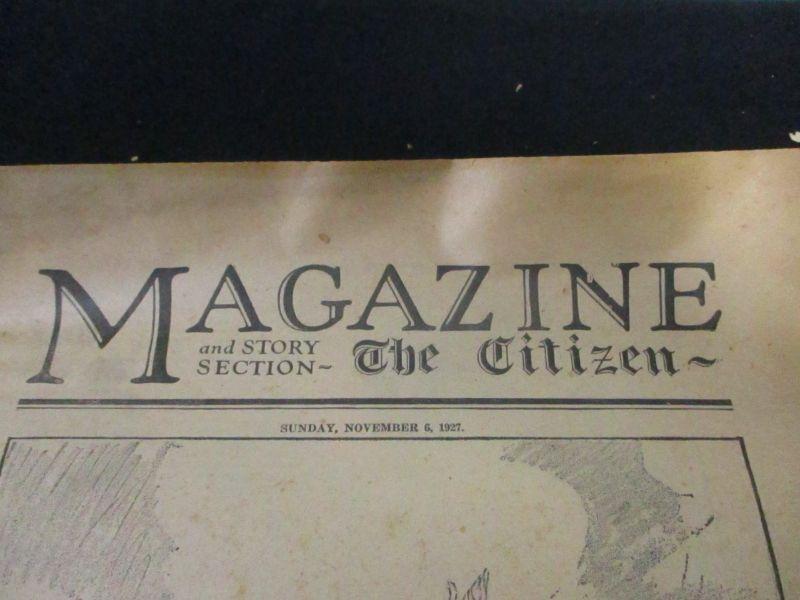 MAGAZINE
and STORY
SECTION~ The Citizen~
SUNDAY, NOVEMBER 6, 1927.